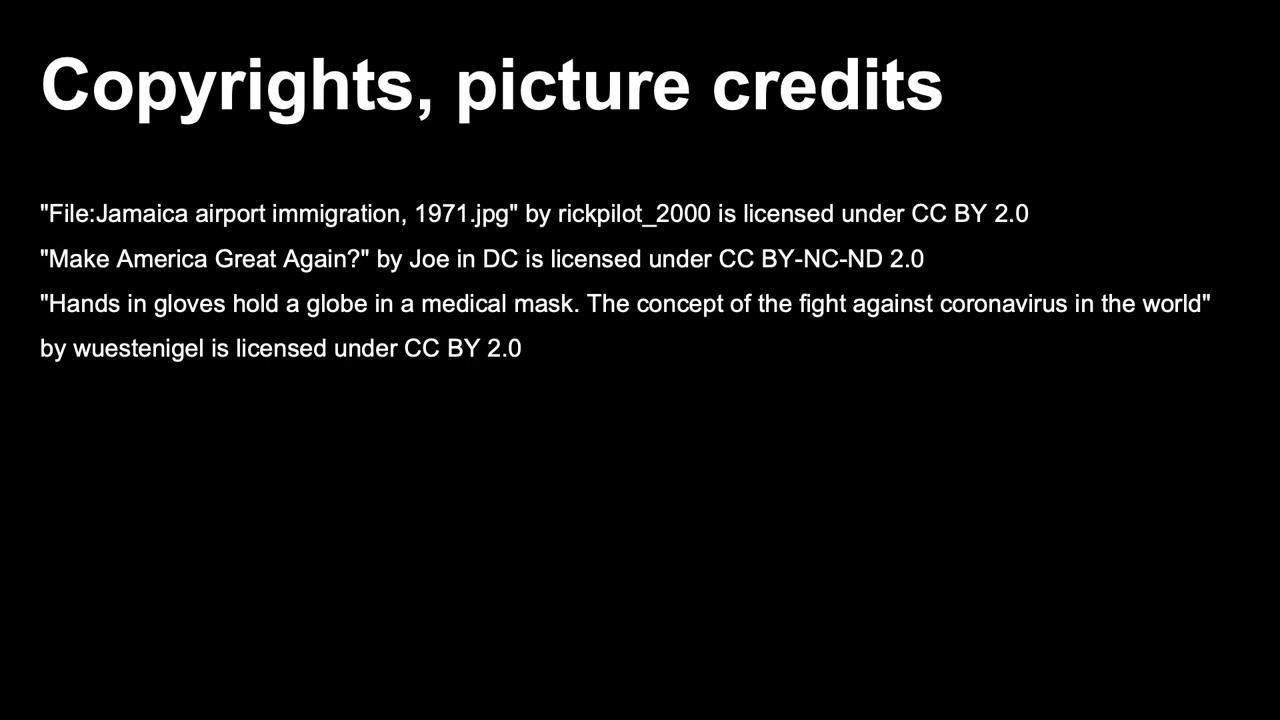 Copyrights, picture credits
"File:Jamaica airport immigration, 1971.jpg" by rickpilot_2000 is licensed under CC BY 2.0
"Make America Great Again?" by Joe in DC is licensed under CC BY-NC-ND 2.0
"Hands in gloves hold a globe in a medical mask. The concept of the fight against coronavirus in the world"
by wuestenigel is licensed under CC BY 2.0